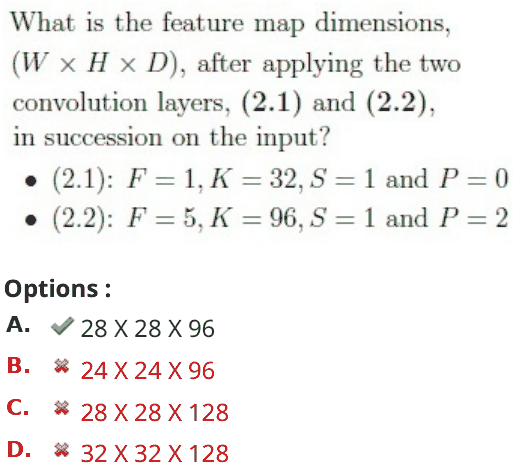 What is the feature map dimensions,
(W × H × D), after applying the two
convolution layers, (2.1) and (2.2),
in succession on the input?
• (2.1): F = 1, K = 32, S = 1 and P = 0
• (2.2): F = 5, K = 96, S = 1 and P = 2
Options :
A. ✔ 28 X 28 X 96
B. ✖ 24 X 24 X 96
C. ✖ 28 X 28 X 128
D. ✖ 32 X 32 X 128